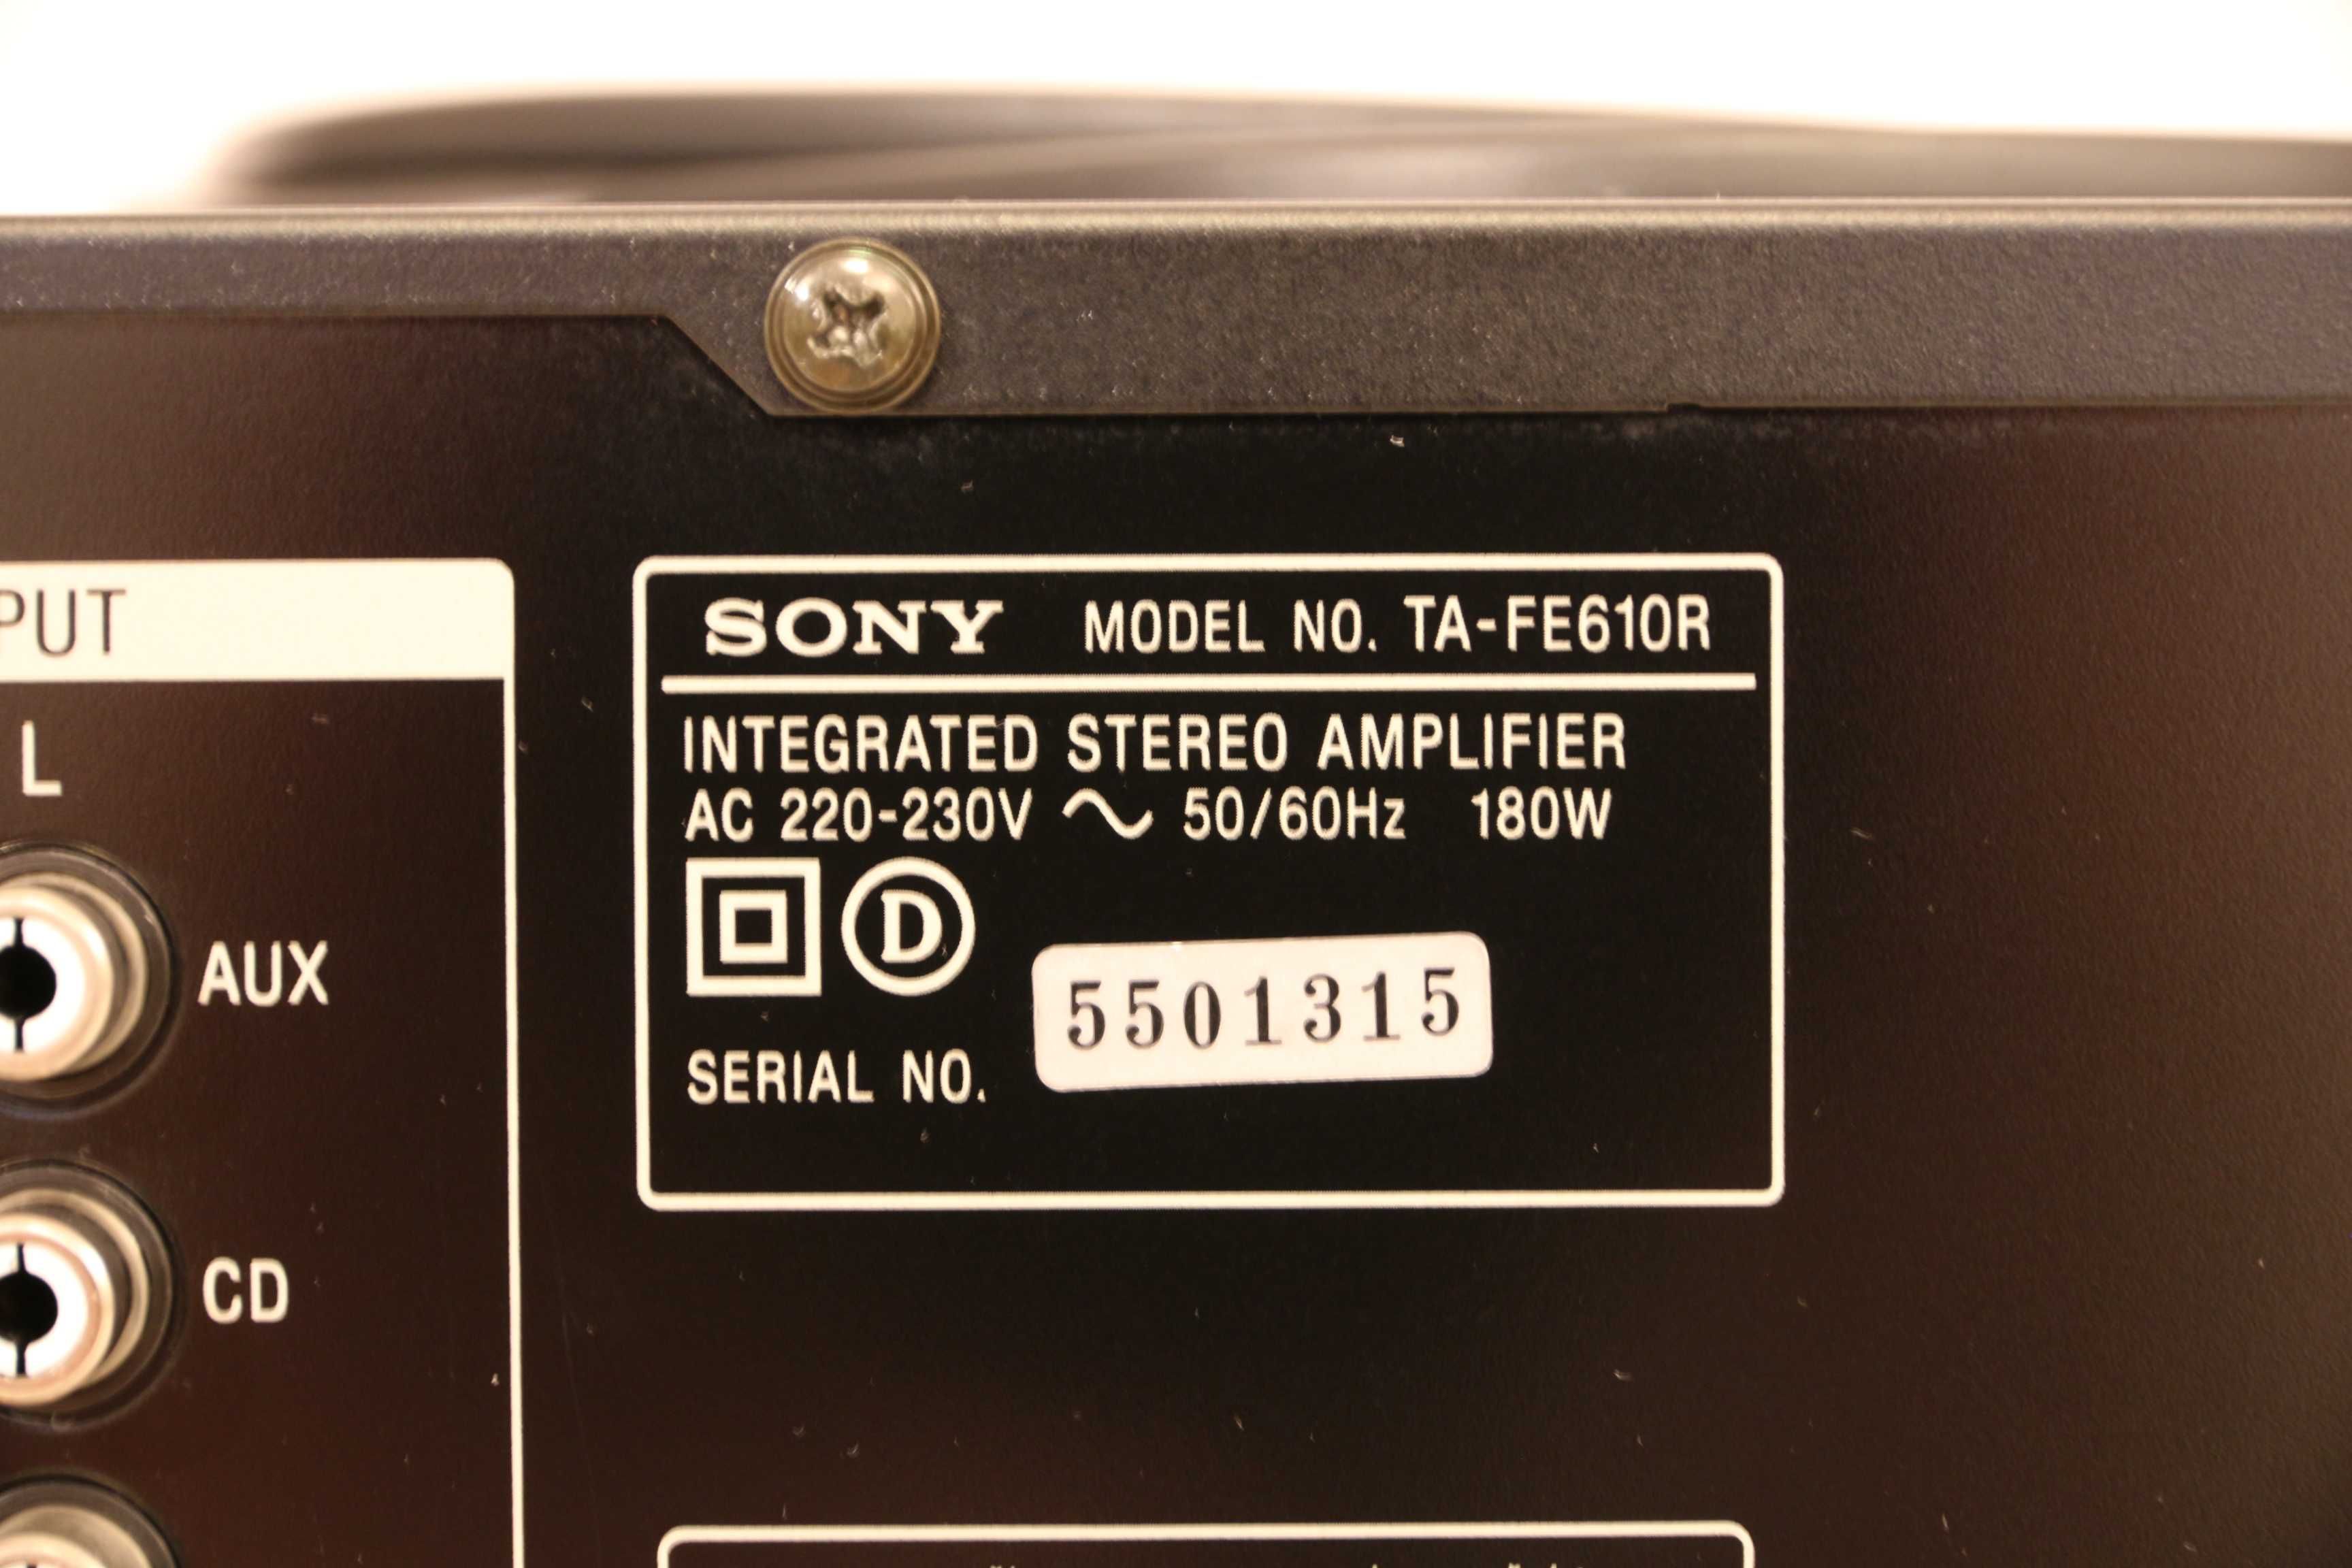 PUT
L
AUX
CD
SONY MODEL NO. TA-FE610R
INTEGRATED STEREO AMPLIFIER
AC 220-230V ~ 50/60Hz 180W
D
5501315
SERIAL NO.